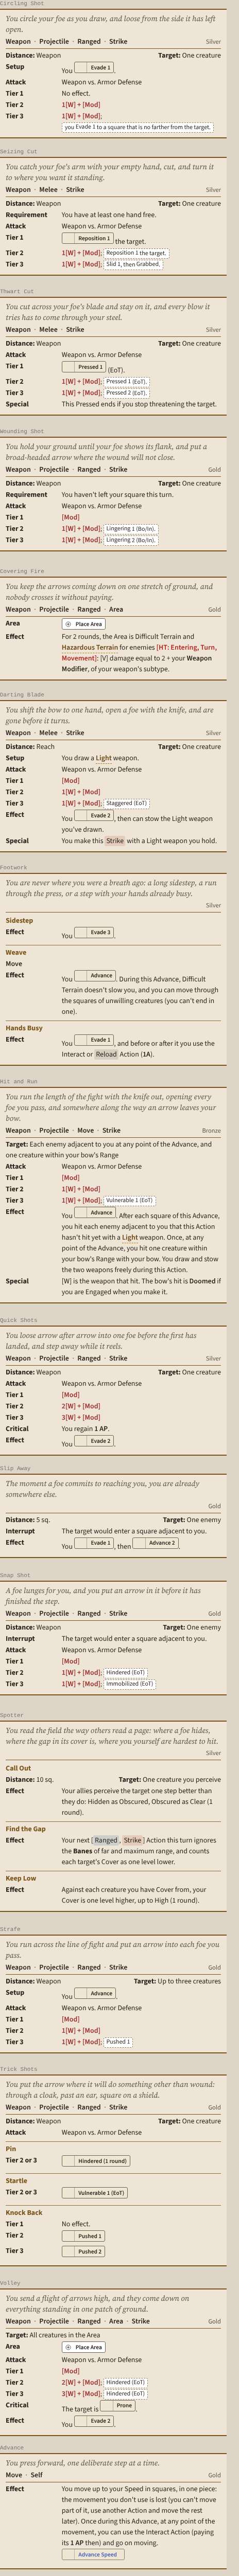 Circling Shot
You circle your foe as you draw, and loose from the side it has left
open.
Weapon · Projectile · Ranged · Strike Silver
Distance: Weapon Target: One creature
Setup You Evade 1.
Attack Weapon vs. Armor Defense
Tier 1 No effect.
Tier 2 1[W] + [Mod]
Tier 3 1[W] + [Mod];
you Evade 1 to a square that is no farther from the target.
Seizing Cut
You catch your foe's arm with your empty hand, cut, and turn it
to where you want it standing.
Weapon · Melee · Strike Silver
Distance: Weapon Target: One creature
Requirement You have at least one hand free.
Attack Weapon vs. Armor Defense
Tier 1 Reposition 1 the target.
Tier 2 1[W] + [Mod]; Reposition 1 the target.
Tier 3 1[W] + [Mod]; Slid 1, then Grabbed.
Thwart Cut
You cut across your foe's blade and stay on it, and every blow it
tries has to come through your steel.
Weapon · Melee · Strike Silver
Distance: Weapon Target: One creature
Attack Weapon vs. Armor Defense
Tier 1 Pressed 1 (EoT).
Tier 2 1[W] + [Mod]; Pressed 1 (EoT).
Tier 3 1[W] + [Mod]; Pressed 2 (EoT).
Special This Pressed ends if you stop threatening the target.
Wounding Shot
You hold your ground until your foe shows its flank, and put a
broad-headed arrow where the wound will not close.
Weapon · Projectile · Ranged · Strike Gold
Distance: Weapon Target: One creature
Requirement You haven't left your square this turn.
Attack Weapon vs. Armor Defense
Tier 1 [Mod]
Tier 2 1[W] + [Mod]; Lingering 1 (Bo/In).
Tier 3 1[W] + [Mod]; Lingering 2 (Bo/In).
Covering Fire
You keep the arrows coming down on one stretch of ground, and
nobody crosses it without paying.
Weapon · Projectile · Ranged · Area Gold
Area Place Area
Effect For 2 rounds, the Area is Difficult Terrain and
Hazardous Terrain for enemies [HT: Entering, Turn,
Movement]: [V] damage equal to 2 + your Weapon
Modifier, of your weapon's subtype.
Darting Blade
You shift the bow to one hand, open a foe with the knife, and are
gone before it turns.
Weapon · Melee · Strike Gold
Distance: Reach Target: One creature
Setup You draw a Light weapon.
Attack Weapon vs. Armor Defense
Tier 1 [Mod]
Tier 2 1[W] + [Mod]
Tier 3 1[W] + [Mod]; Staggered (EoT)
Effect You Evade 2, then can stow the Light weapon
you've drawn.
Special You make this Strike with a Light weapon you hold.
Footwork
You are never where you were a breath ago: a long sidestep, a run
through the press, or a step with your hands already busy.
Silver
Sidestep
Effect You Evade 3.
Weave
Move
Effect You Advance. During this Advance, Difficult
Terrain doesn't slow you, and you can move through
the squares of unwilling creatures (you can't end in
one).
Hands Busy
Effect You Evade 1, and before or after it you use the
Interact or Reload Action (1A).
Hit and Run
You run the length of the fight with the knife out, opening every
foe you pass, and somewhere along the way an arrow leaves your
bow.
Weapon · Projectile · Move · Strike Bronze
Target: Each enemy adjacent to you at any point of the Advance, and
one creature within your bow's Range
Attack Weapon vs. Armor Defense
Tier 1 [Mod]
Tier 2 1[W] + [Mod]
Tier 3 1[W] + [Mod]; Vulnerable 1 (EoT)
Effect You Advance. After each square of this Advance,
you hit each enemy adjacent to you that this Action
hasn't hit yet with a Light weapon. Once, at any
point of the Advance, you hit one creature within
your bow's Range with your bow. You draw and stow
the two weapons freely during this Action.
Special [W] is the weapon that hit. The bow's hit is Doomed if
you are Engaged when you make it.
Quick Shots
You loose arrow after arrow into one foe before the first has
landed, and step away while it reels.
Weapon · Projectile · Ranged · Strike Silver
Distance: Weapon Target: One creature
Attack Weapon vs. Armor Defense
Tier 1 [Mod]
Tier 2 2[W] + [Mod]
Tier 3 3[W] + [Mod]
Critical You regain 1 AP.
Effect You Evade 2.
Slip Away
The moment a foe commits to reaching you, you are already
somewhere else.
Gold
Distance: 5 sq. Target: One enemy
Interrupt The target would enter a square adjacent to you.
Effect You Evade 1, then Advance 2.
Snap Shot
A foe lunges for you, and you put an arrow in it before it has
finished the step.
Weapon · Projectile · Ranged · Strike Gold
Distance: Weapon Target: One enemy
Interrupt The target would enter a square adjacent to you.
Attack Weapon vs. Armor Defense
Tier 1 [Mod]
Tier 2 1[W] + [Mod]; Hindered (EoT)
Tier 3 1[W] + [Mod]; Immobilized (EoT)
Spotter
You read the field the way others read a page: where a foe hides,
where the gap in its cover is, where you yourself are hardest to hit.
Silver
Call Out
Distance: 10 sq. Target: One creature you perceive
Effect Your allies perceive the target one step better than
they do: Hidden as Obscured, Obscured as Clear (1
round).
Find the Gap
Effect Your next [ Ranged, Strike ] Action this turn ignores
the Banes of far and maximum range, and counts
each target's Cover as one level lower.
Keep Low
Effect Against each creature you have Cover from, your
Cover is one level higher, up to High (1 round).
Strafe
You run across the line of fight and put an arrow into each foe you
pass.
Weapon · Projectile · Ranged · Strike Gold
Distance: Weapon Target: Up to three creatures
Setup You Advance.
Attack Weapon vs. Armor Defense
Tier 1 [Mod]
Tier 2 1[W] + [Mod]
Tier 3 1[W] + [Mod]; Pushed 1
Trick Shots
You put the arrow where it will do something other than wound:
through a cloak, past an ear, square on a shield.
Weapon · Projectile · Ranged · Strike Gold
Distance: Weapon Target: One creature
Attack Weapon vs. Armor Defense
Pin
Tier 2 or 3 Hindered (1 round)
Startle
Tier 2 or 3 Vulnerable 1 (EoT)
Knock Back
Tier 1 No effect.
Tier 2 Pushed 1
Tier 3 Pushed 2
Volley
You send a flight of arrows high, and they come down on
everything standing in one patch of ground.
Weapon · Projectile · Ranged · Area · Strike Gold
Target: All creatures in the Area
Area Place Area
Attack Weapon vs. Armor Defense
Tier 1 [Mod]
Tier 2 2[W] + [Mod]; Hindered (EoT)
Tier 3 3[W] + [Mod]; Hindered (EoT)
Critical The target is Prone.
Effect You Evade 2.
Advance
You press forward, one deliberate step at a time.
Move · Self Gold
Effect You move up to your Speed in squares, in one piece:
the movement you don't use is lost (you can't move
part of it, use another Action and move the rest
later). Once during this Advance, at any point of the
movement, you can use the Interact Action (paying
its 1 AP then) and go on moving.
Advance Speed